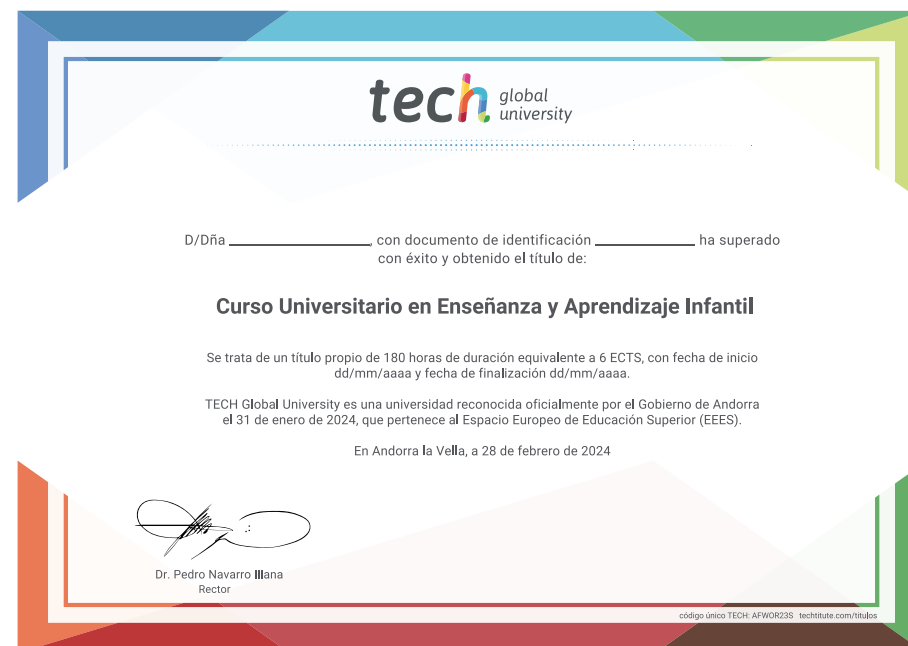 tech global
university
D/Dña ______________, con documento de identificación __________ ha superado
con éxito y obtenido el título de:
Curso Universitario en Enseñanza y Aprendizaje Infantil
Se trata de un título propio de 180 horas de duración equivalente a 6 ECTS, con fecha de inicio
dd/mm/aaaa y fecha de finalización dd/mm/aaaa.
TECH Global University es una universidad reconocida oficialmente por el Gobierno de Andorra
el 31 de enero de 2024, que pertenece al Espacio Europeo de Educación Superior (EEES).
En Andorra la Vella, a 28 de febrero de 2024
Dr. Pedro Navarro Illana
Rector
código único TECH: AFWOR23S techtitute.com/titulos